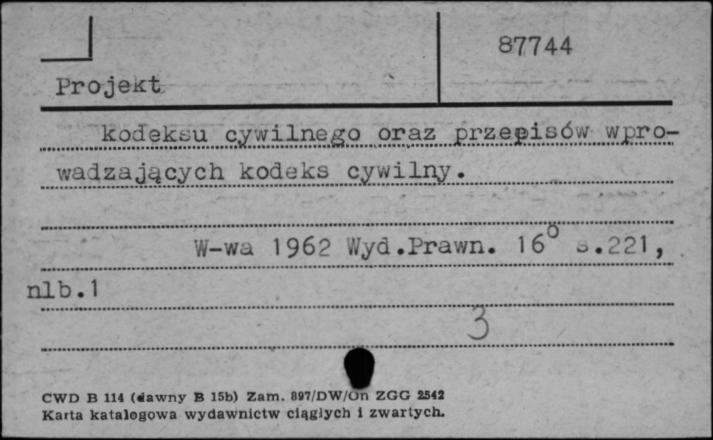 87744
Projekt
kodeksu cywilnego oraz przepisów wpro-
wadzających kodeks cywilny.
W-wa 1962 Wyd.Prawn. 16° s.221,
nlb.1
3
CWD B 114 (dawny B 15b) Zam. 897/DW/On ZGG 2542
Karta katalogowa wydawnictw ciągłych i zwartych.